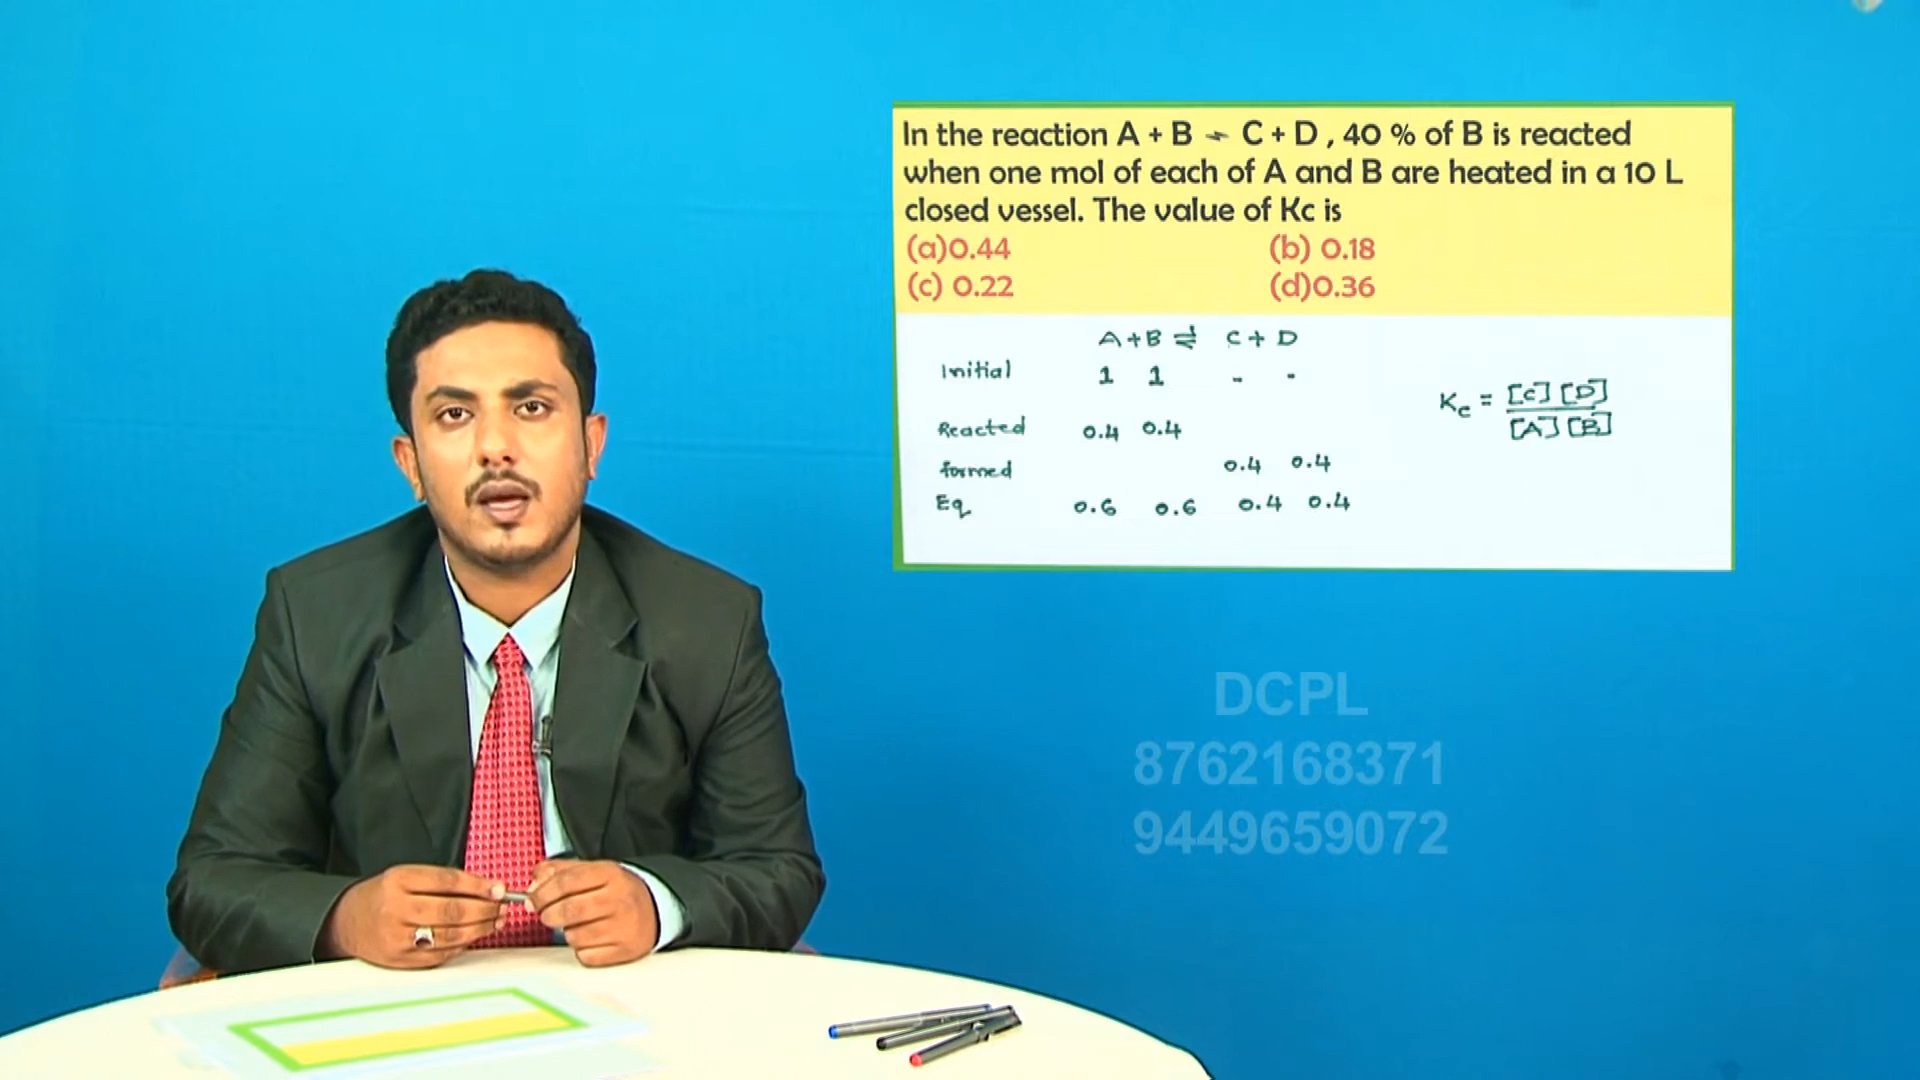 In the reaction A + B ⇌ C + D , 40 % of B is reacted
when one mol of each of A and B are heated in a 10 L
closed vessel. The value of Kc is
(a)0.44 (b) 0.18
(c) 0.22 (d)0.36
A + B ⇌ C + D
Initial 1 1 - -
Kc = [C] [D] / [A] [B]
Reacted 0.4 0.4
formed 0.4 0.4
Eq 0.6 0.6 0.4 0.4
DCPL
8762168371
9449659072